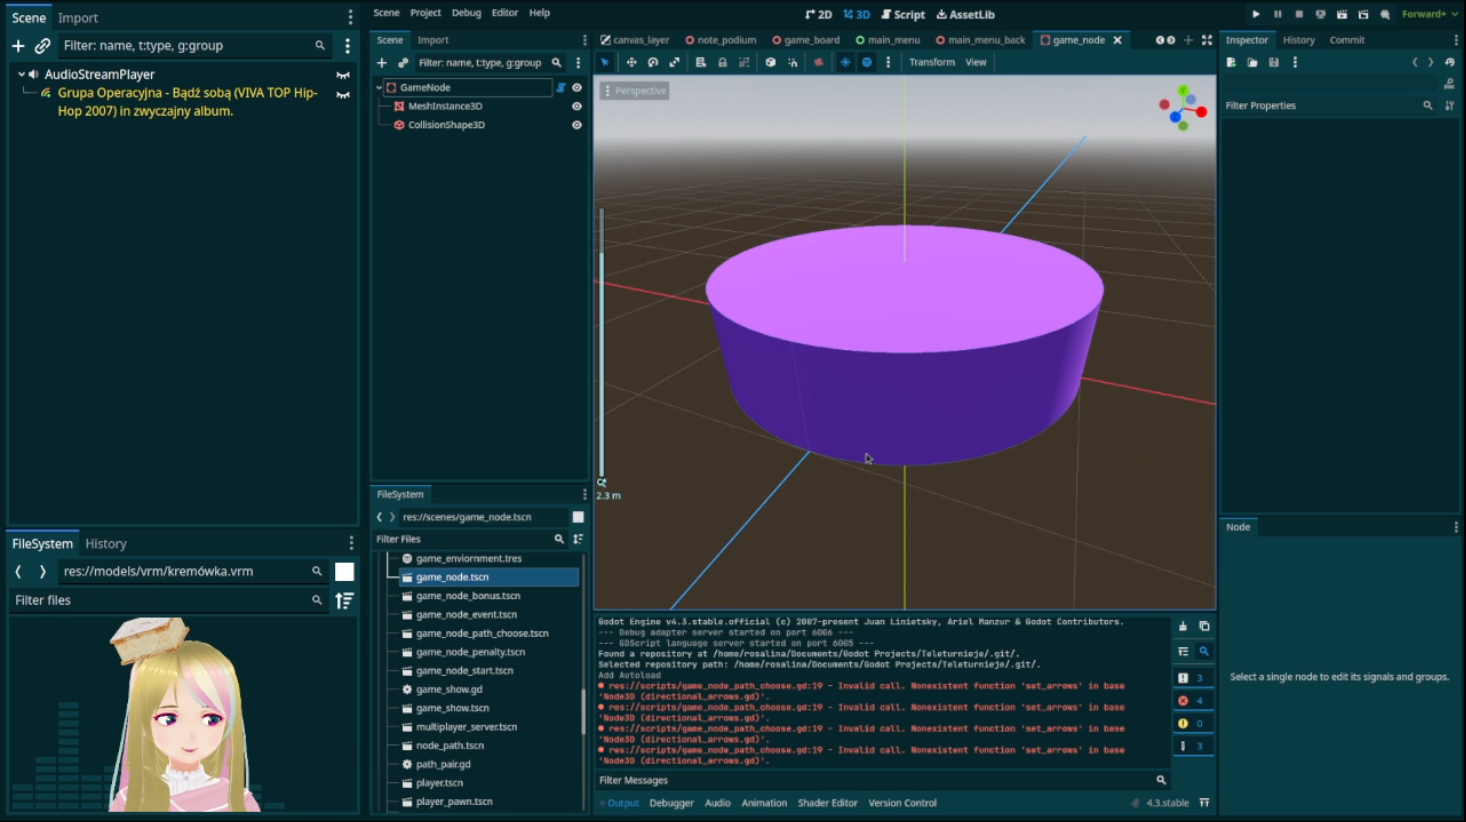 Scene Import
Filter: name, t:type, g:group
AudioStreamPlayer
Grupa Operacyjna - Bądź sobą (VIVA TOP Hip-
Hop 2007) in zwyczajny album.
FileSystem History
res://models/vrm/kremówka.vrm
Filter files
Scene Project Debug Editor Help
2D 3D Script AssetLib
Forward+
Scene Import
Filter: name, t:type, g:group
GameNode
MeshInstance3D
CollisionShape3D
FileSystem
res://scenes/game_node.tscn
Filter Files
game_enviornment.tres
game_node.tscn
game_node_bonus.tscn
game_node_event.tscn
game_node_path_choose.tscn
game_node_penalty.tscn
game_node_start.tscn
game_show.gd
game_show.tscn
multiplayer_server.tscn
node_path.tscn
path_pair.gd
player.tscn
player_pawn.tscn
canvas_layer note_podium game_board main_menu main_menu_back game_node
Transform View
Perspective
Y
2.3 m
Godot Engine v4.3.stable.official (c) 2007-present Juan Linietsky, Ariel Manzur & Godot Contributors.
--- Debug adapter server started on port 6006 ---
--- GDScript language server started on port 6005 ---
Found a repository at /home/rosalina/Documents/Godot Projects/Teleturnieje/.git/.
Selected repository path: /home/rosalina/Documents/Godot Projects/Teleturnieje/.git/.
Add Autoload
res://scripts/game_node_path_choose.gd:19 - Invalid call. Nonexistent function 'set_arrows' in base
'Node3D (directional_arrows.gd)'.
res://scripts/game_node_path_choose.gd:19 - Invalid call. Nonexistent function 'set_arrows' in base
'Node3D (directional_arrows.gd)'.
res://scripts/game_node_path_choose.gd:19 - Invalid call. Nonexistent function 'set_arrows' in base
'Node3D (directional_arrows.gd)'.
res://scripts/game_node_path_choose.gd:19 - Invalid call. Nonexistent function 'set_arrows' in base
'Node3D (directional_arrows.gd)'.
3
4
0
3
Filter Messages
Output Debugger Audio Animation Shader Editor Version Control
4.3.stable
Inspector History Commit
Filter Properties
Node
Select a single node to edit its signals and groups.